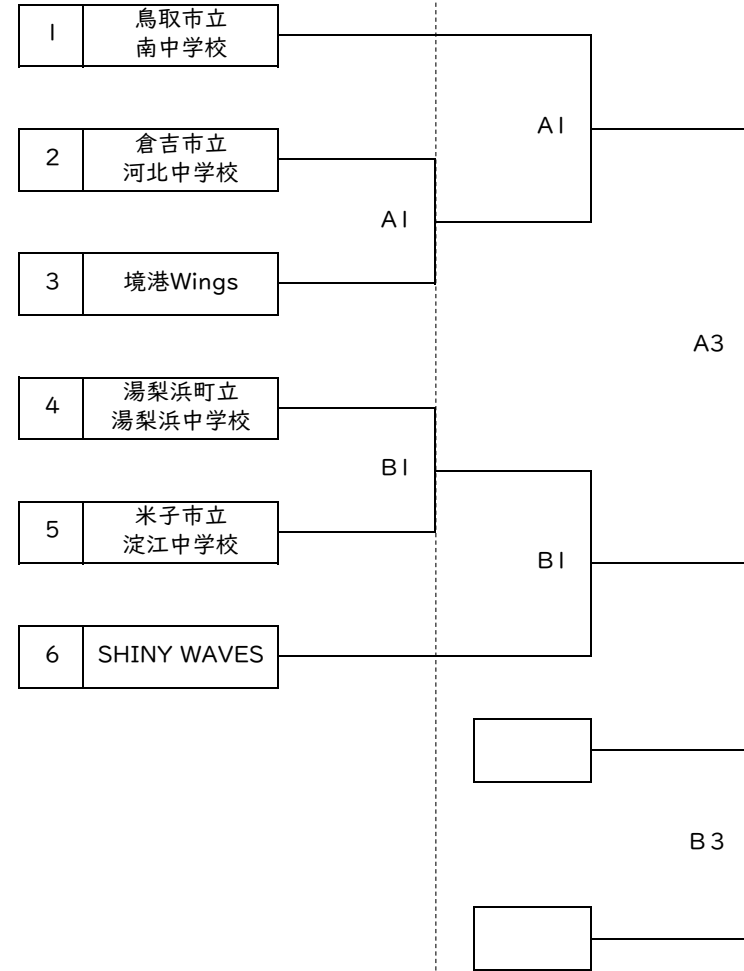 1
鳥取市立
南中学校
A1
2
倉吉市立
河北中学校
A1
3
境港Wings
A3
4
湯梨浜町立
湯梨浜中学校
B1
5
米子市立
淀江中学校
B1
6
SHINY WAVES
B3